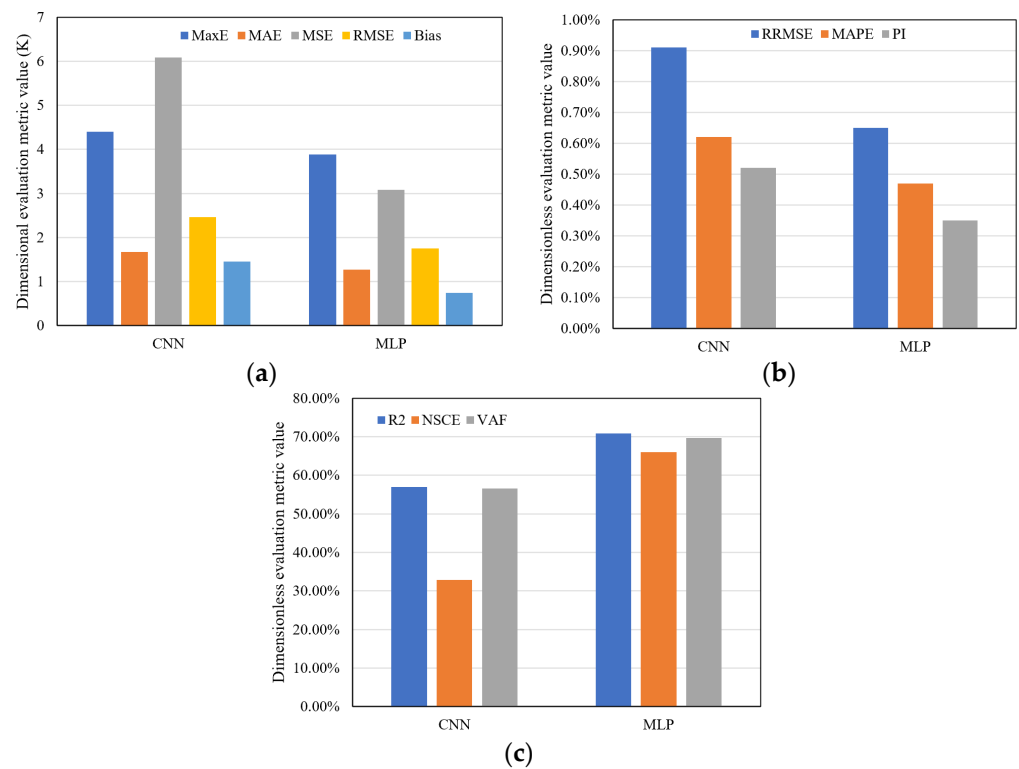 7
6
5
4
3
2
1
0
Dimensional evaluation metric value (K)
MaxE MAE MSE RMSE Bias
CNN MLP
(a)
1.00%
0.90%
0.80%
0.70%
0.60%
0.50%
0.40%
0.30%
0.20%
0.10%
0.00%
Dimensionless evaluation metric value
RRMSE MAPE PI
CNN MLP
(b)
80.00%
70.00%
60.00%
50.00%
40.00%
30.00%
20.00%
10.00%
0.00%
Dimensionless evaluation metric value
R2 NSCE VAF
CNN MLP
(c)